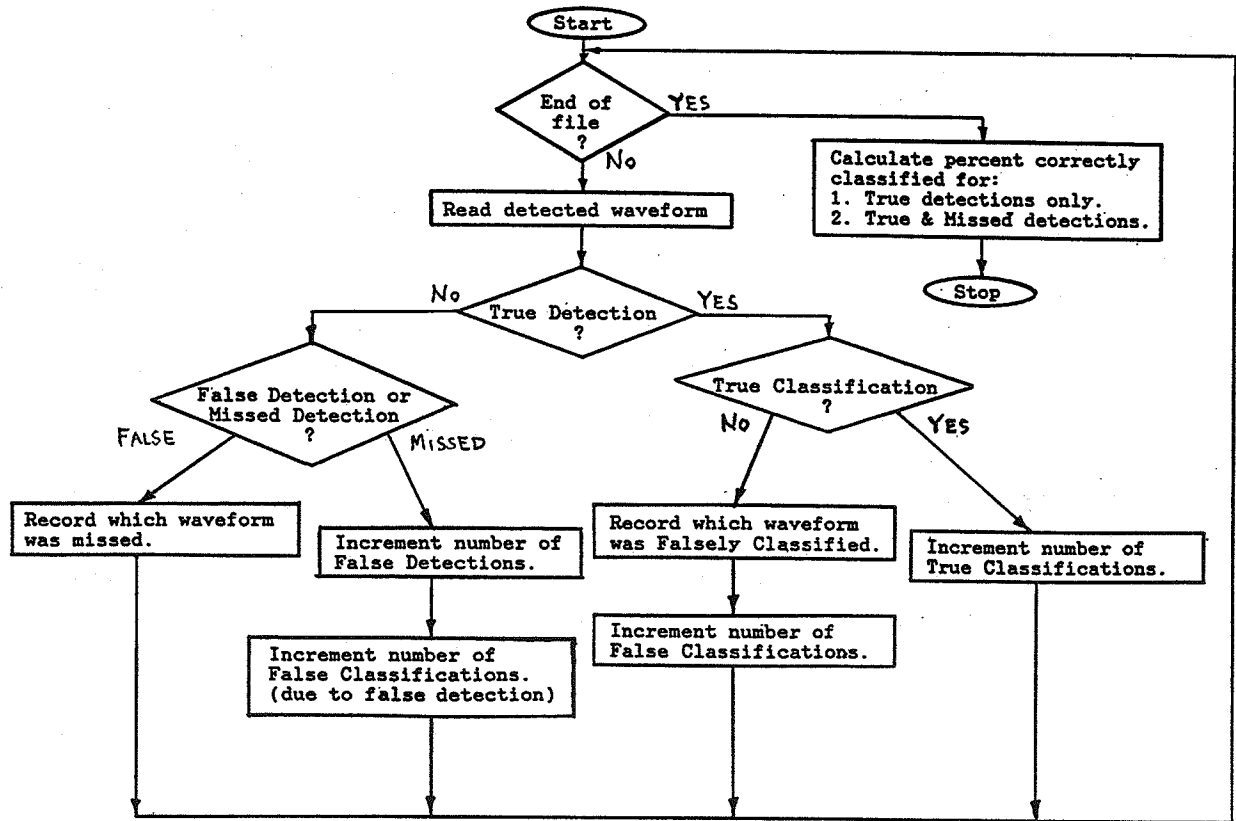 Start
End of
file
?
YES
No
Calculate percent correctly
classified for:
1. True detections only.
2. True & Missed detections.
Read detected waveform
Stop
No
True Detection
?
YES
False Detection or
Missed Detection
?
FALSE
MISSED
True Classification
?
No
YES
Record which waveform
was missed.
Increment number of
False Detections.
Record which waveform
was Falsely Classified.
Increment number of
True Classifications.
Increment number of
False Classifications.
(due to false detection)
Increment number of
False Classifications.